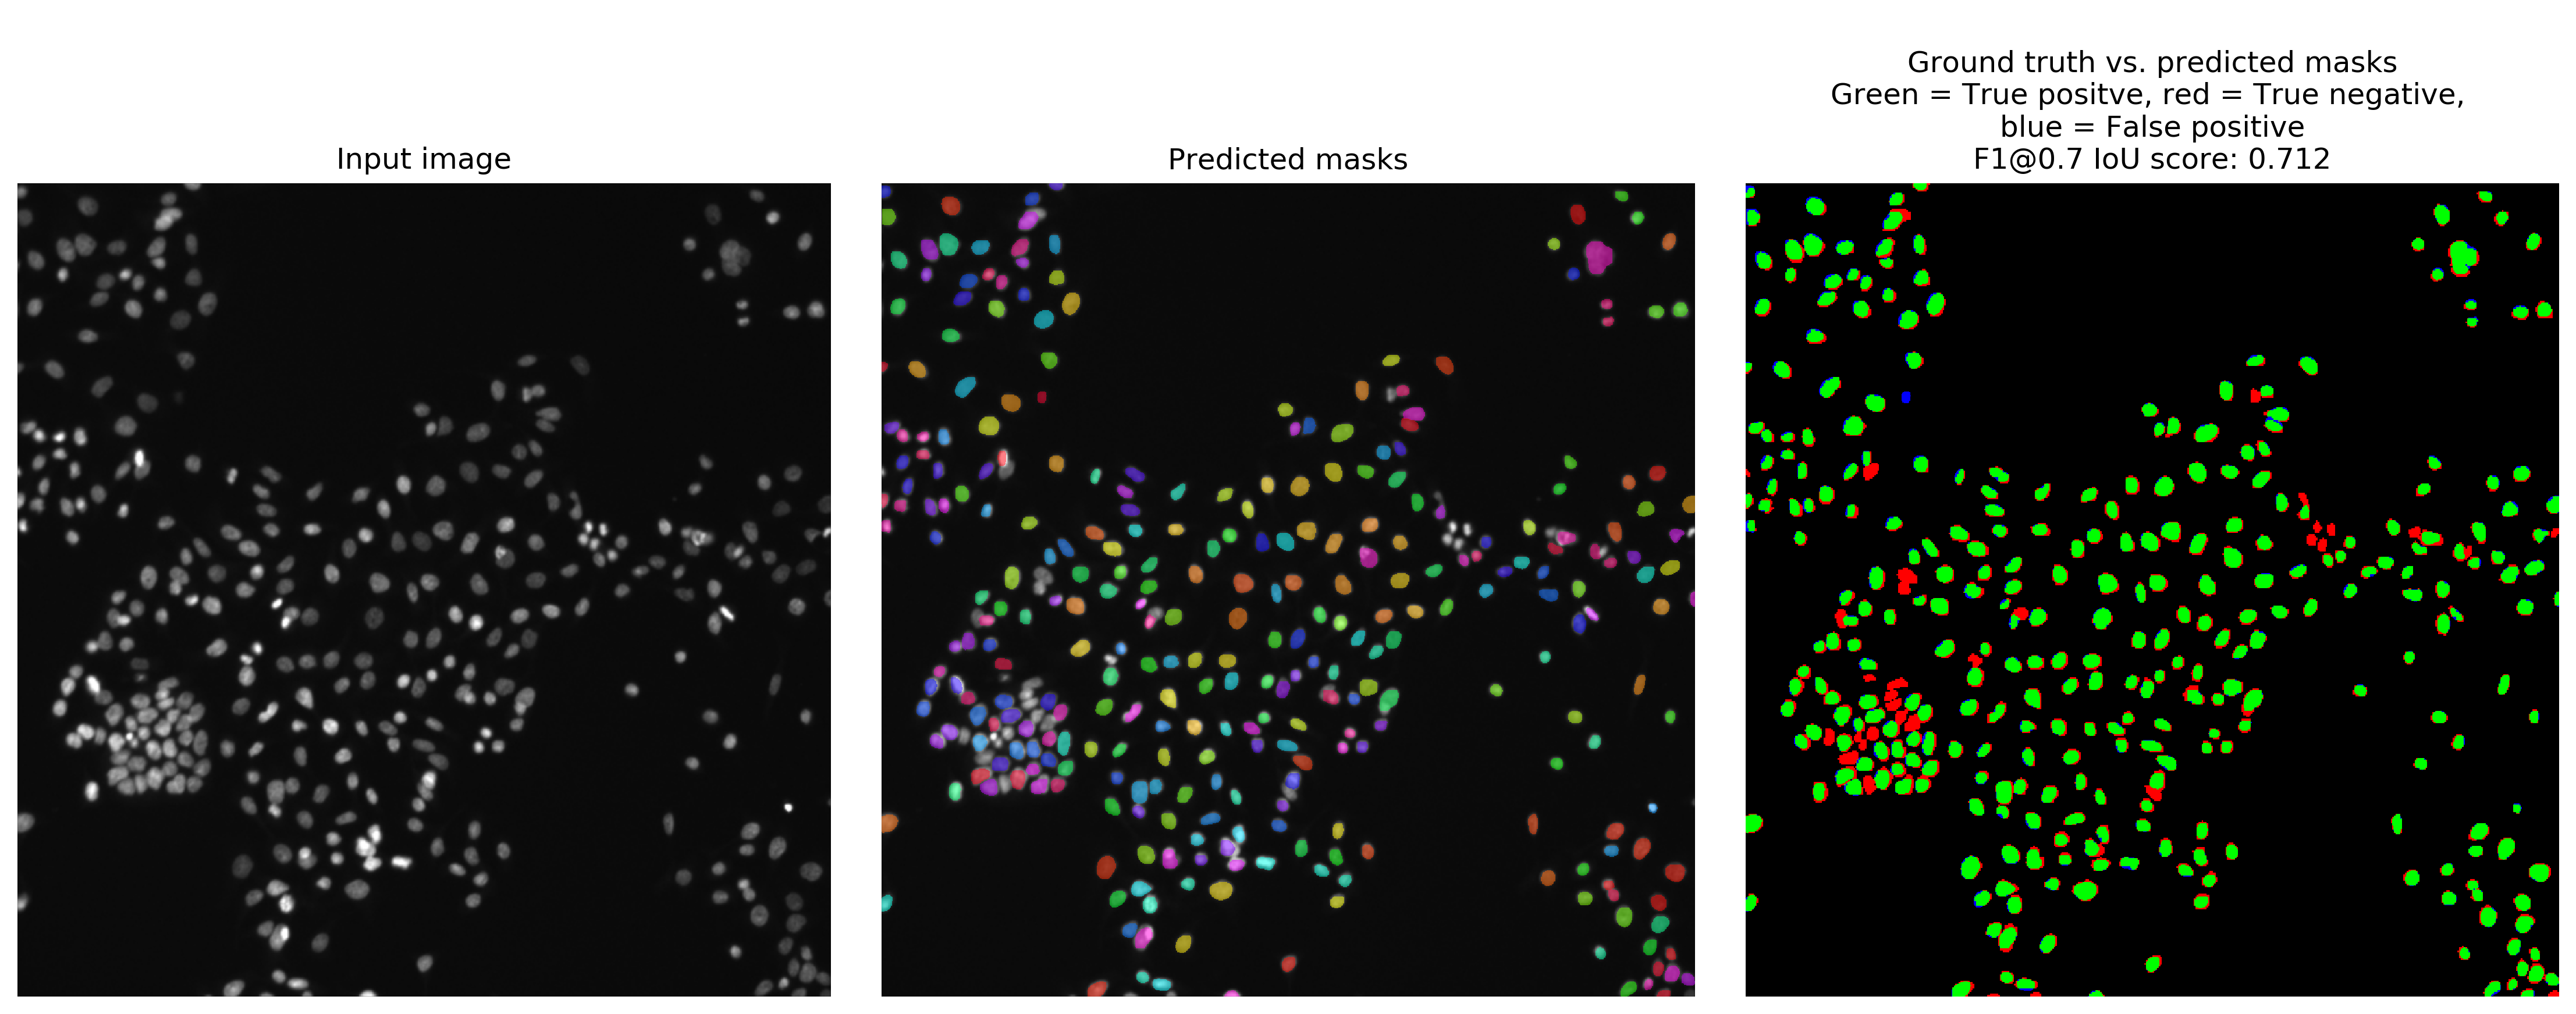 Input image
Predicted masks
Ground truth vs. predicted masks
Green = True positve, red = True negative,
blue = False positive
F1@0.7 IoU score: 0.712